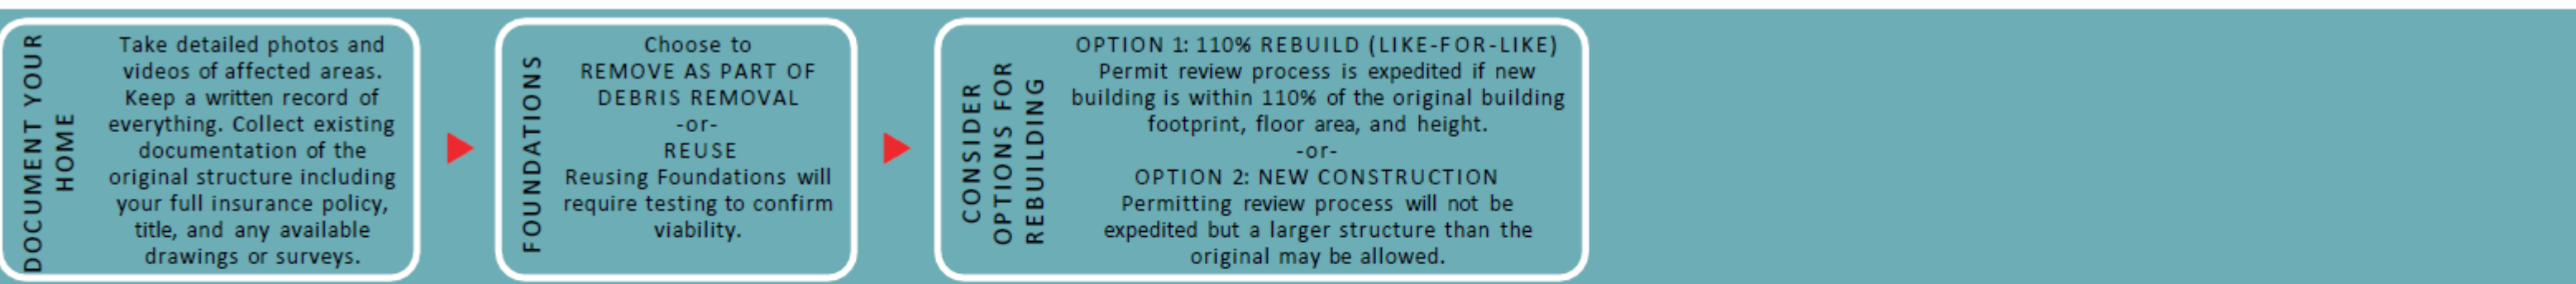 DOCUMENT YOUR
HOME
Take detailed photos and
videos of affected areas.
Keep a written record of
everything. Collect existing
documentation of the
original structure including
your full insurance policy,
title, and any available
drawings or surveys.
FOUNDATIONS
Choose to
REMOVE AS PART OF
DEBRIS REMOVAL
-or-
REUSE
Reusing Foundations will
require testing to confirm
viability.
CONSIDER
OPTIONS FOR
REBUILDING
OPTION 1: 110% REBUILD (LIKE-FOR-LIKE)
Permit review process is expedited if new
building is within 110% of the original building
footprint, floor area, and height.
-or-
OPTION 2: NEW CONSTRUCTION
Permitting review process will not be
expedited but a larger structure than the
original may be allowed.